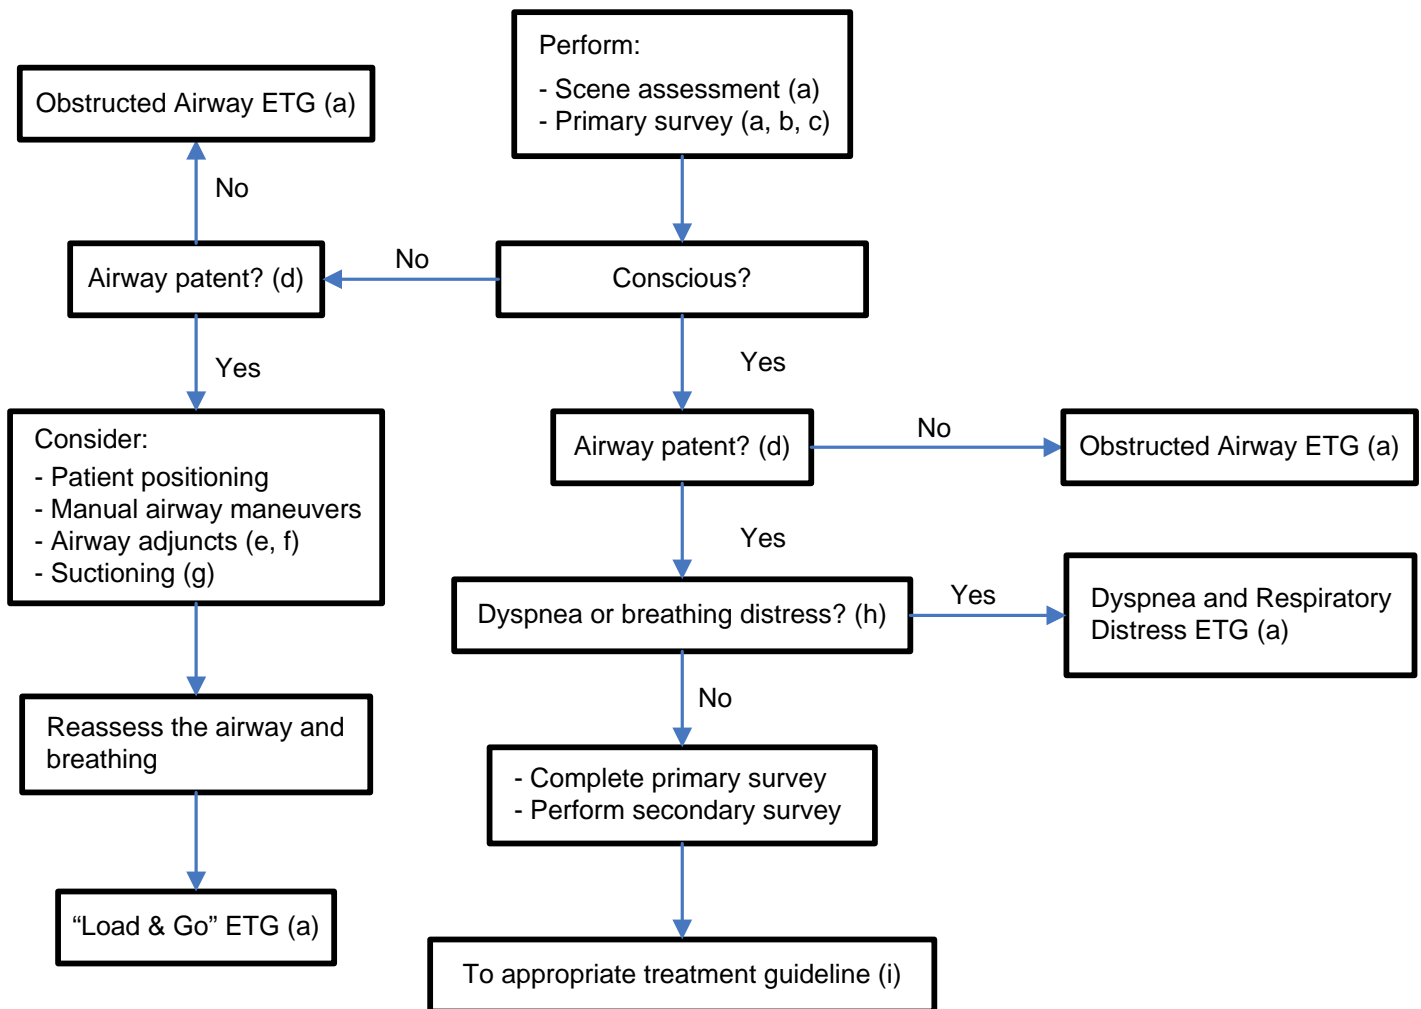 Perform:
- Scene assessment (a)
- Primary survey (a, b, c)
Obstructed Airway ETG (a)
No
Airway patent? (d)
No
Conscious?
Yes
Yes
Consider:
- Patient positioning
- Manual airway maneuvers
- Airway adjuncts (e, f)
- Suctioning (g)
Airway patent? (d)
No
Obstructed Airway ETG (a)
Yes
Dyspnea or breathing distress? (h)
Yes
Dyspnea and Respiratory
Distress ETG (a)
No
Reassess the airway and
breathing
- Complete primary survey
- Perform secondary survey
“Load & Go” ETG (a)
To appropriate treatment guideline (i)